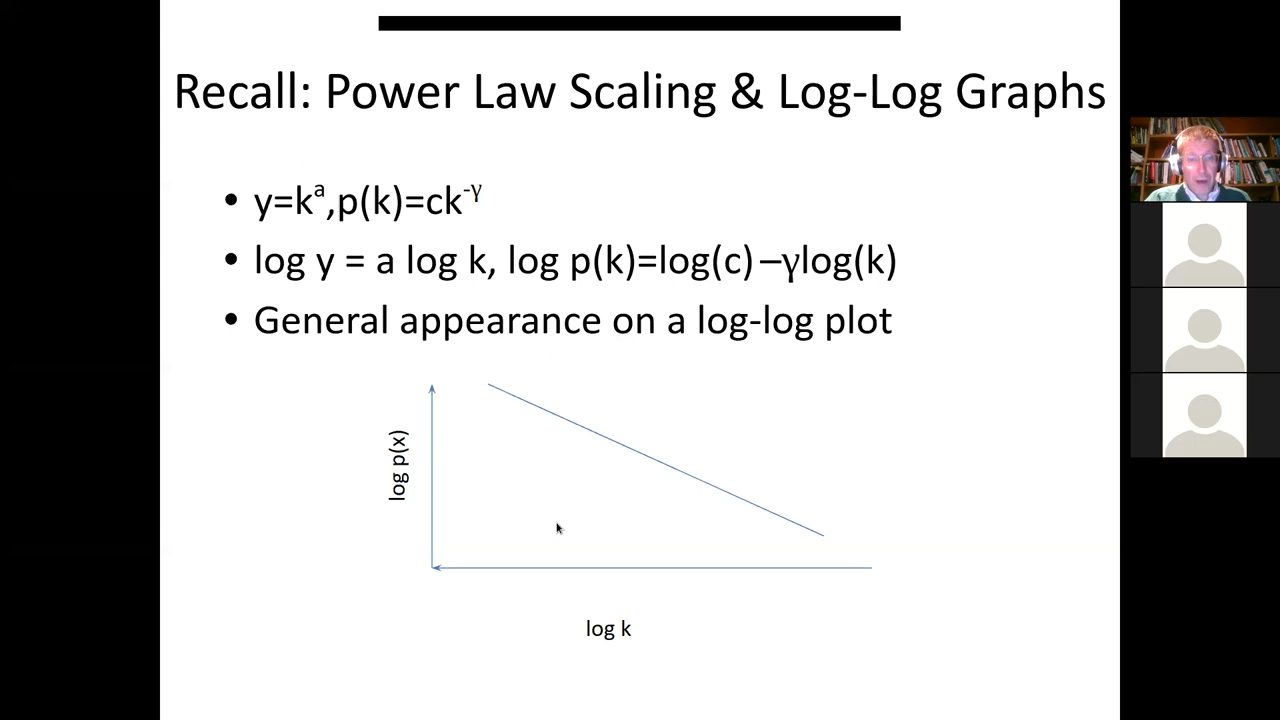 Recall: Power Law Scaling & Log-Log Graphs
• y=kᵃ,p(k)=ck⁻ᵞ
• log y = a log k, log p(k)=log(c) –γlog(k)
• General appearance on a log-log plot
log p(x)
log k